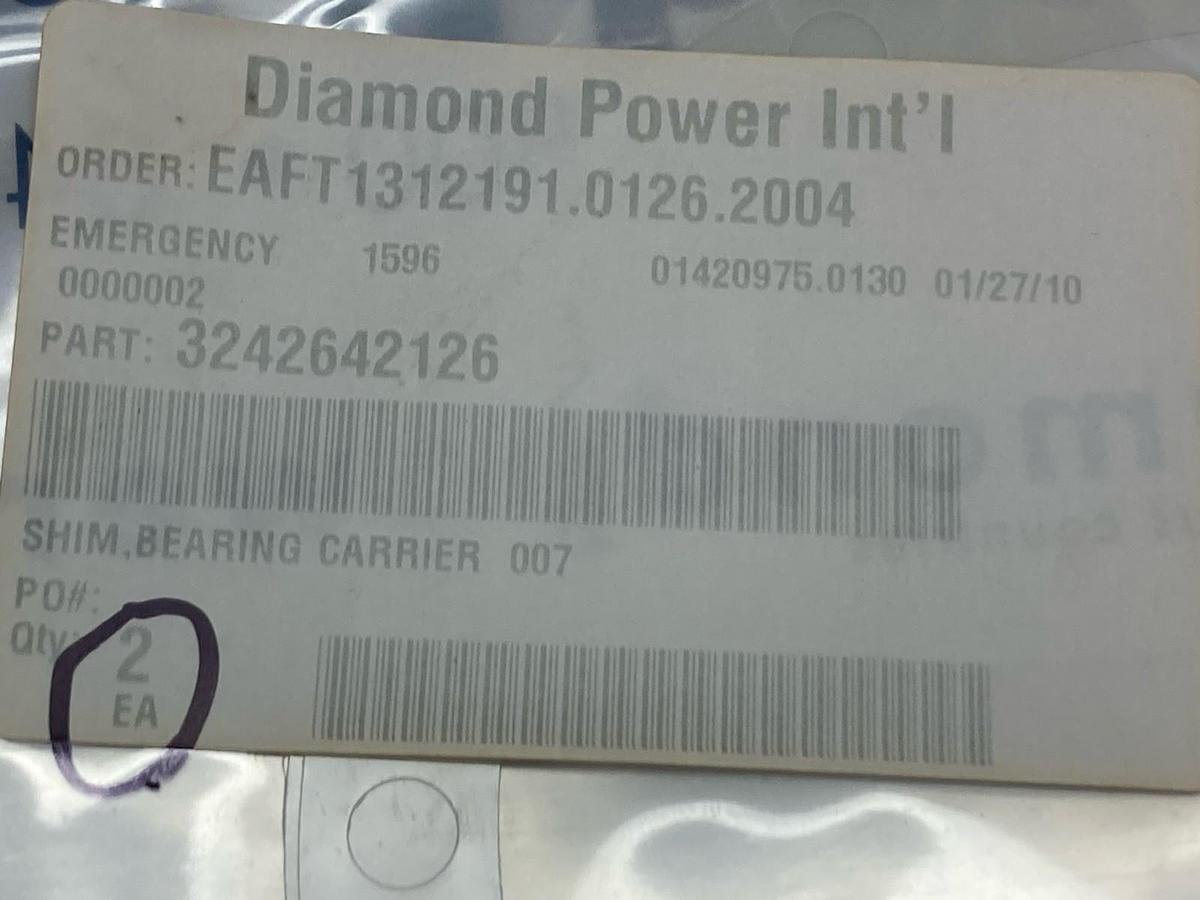 Diamond Power Int'l
ORDER: EAFT1312191.0126.2004
EMERGENCY 1596 01420975.0130 01/27/10
0000002
PART: 3242642126
SHIM,BEARING CARRIER 007
PO#:
Qty: 2
EA